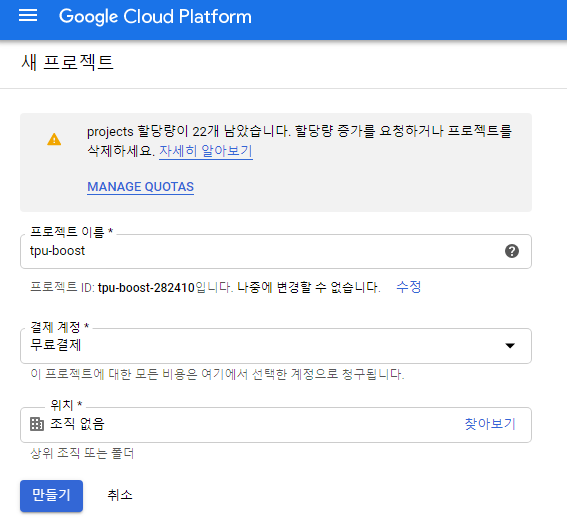 Google Cloud Platform
새 프로젝트
projects 할당량이 22개 남았습니다. 할당량 증가를 요청하거나 프로젝트를
삭제하세요. 자세히 알아보기
MANAGE QUOTAS
프로젝트 이름 *
tpu-boost
프로젝트 ID: tpu-boost-282410입니다. 나중에 변경할 수 없습니다. 수정
결제 계정 *
무료결제
이 프로젝트에 대한 모든 비용은 여기에서 선택한 계정으로 청구됩니다.
위치 *
조직 없음 찾아보기
상위 조직 또는 폴더
만들기 취소